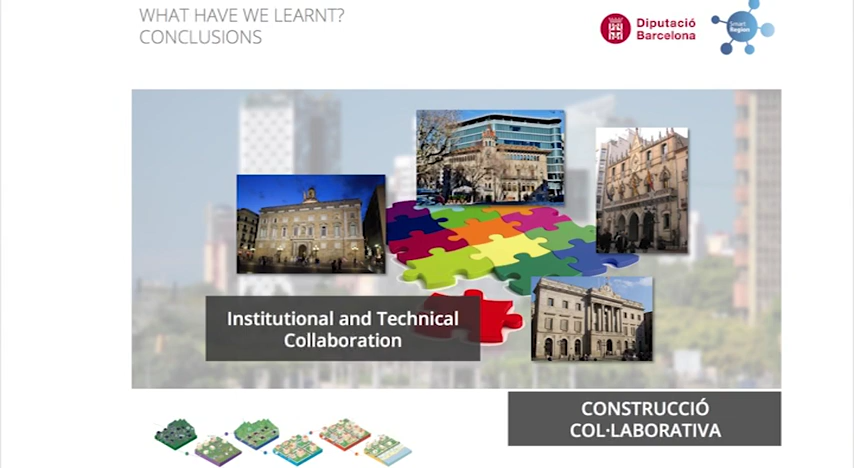 WHAT HAVE WE LEARNT?
CONCLUSIONS
Diputació
Barcelona
Smart
Region
Institutional and Technical
Collaboration
CONSTRUCCIÓ
COL·LABORATIVA